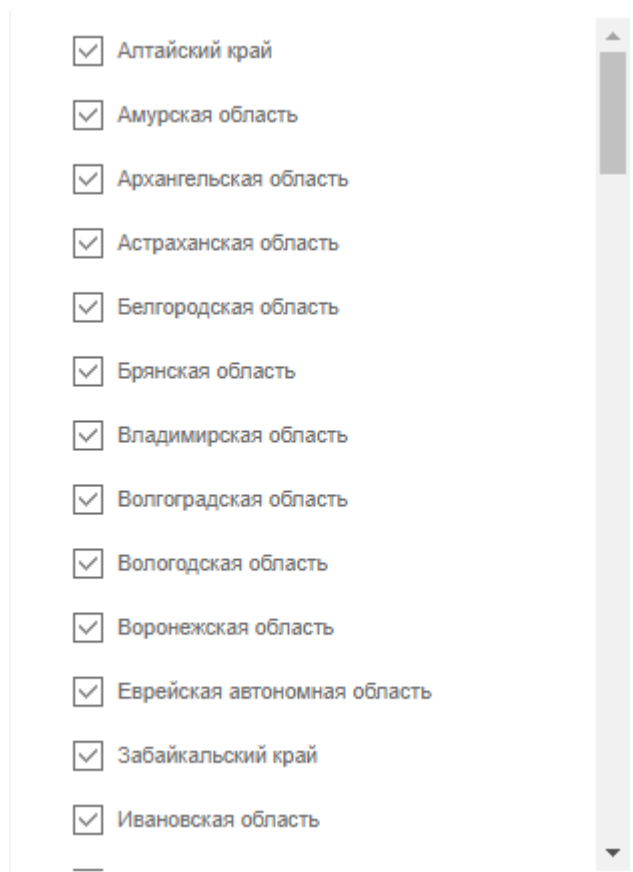 Алтайский край
Амурская область
Архангельская область
Астраханская область
Белгородская область
Брянская область
Владимирская область
Волгоградская область
Вологодская область
Воронежская область
Еврейская автономная область
Забайкальский край
Ивановская область